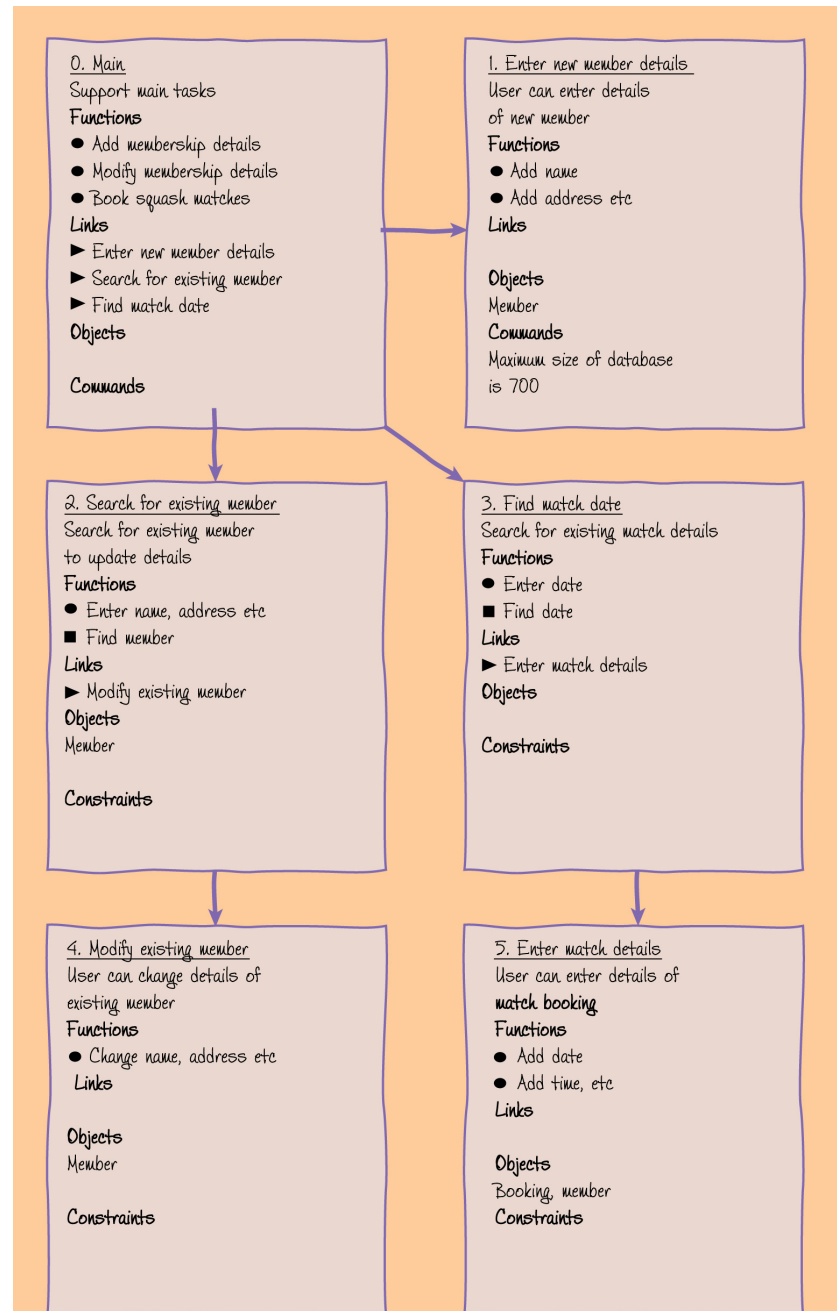 0. Main
Support main tasks
Functions
● Add membership details
● Modify membership details
● Book squash matches
Links
► Enter new member details
► Search for existing member
► Find match date
Objects
Commands
1. Enter new member details
User can enter details
of new member
Functions
● Add name
● Add address etc
Links
Objects
Member
Commands
Maximum size of database
is 700
2. Search for existing member
Search for existing member
to update details
Functions
● Enter name, address etc
■ Find member
Links
► Modify existing member
Objects
Member
Constraints
3. Find match date
Search for existing match details
Functions
● Enter date
■ Find date
Links
► Enter match details
Objects
Constraints
4. Modify existing member
User can change details of
existing member
Functions
● Change name, address etc
Links
Objects
Member
Constraints
5. Enter match details
User can enter details of
match booking
Functions
● Add date
● Add time, etc
Links
Objects
Booking, member
Constraints